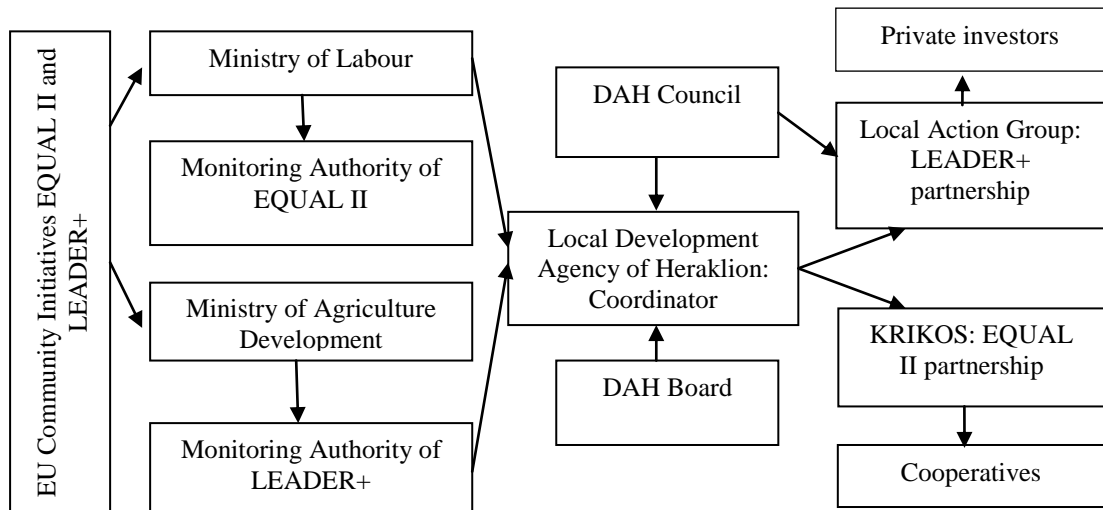 EU Community Initiatives EQUAL II and
LEADER+
Ministry of Labour
Monitoring Authority of
EQUAL II
Ministry of Agriculture
Development
Monitoring Authority of
LEADER+
DAH Council
Local Development
Agency of Heraklion:
Coordinator
DAH Board
Private investors
Local Action Group:
LEADER+
partnership
KRIKOS: EQUAL
II partnership
Cooperatives